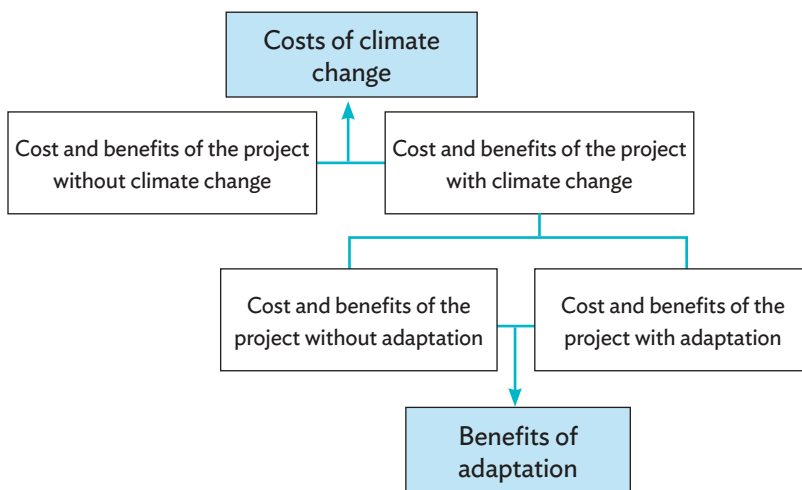 Costs of climate
change
Cost and benefits of the project
without climate change
Cost and benefits of the project
with climate change
Cost and benefits of the
project without adaptation
Cost and benefits of the
project with adaptation
Benefits of
adaptation